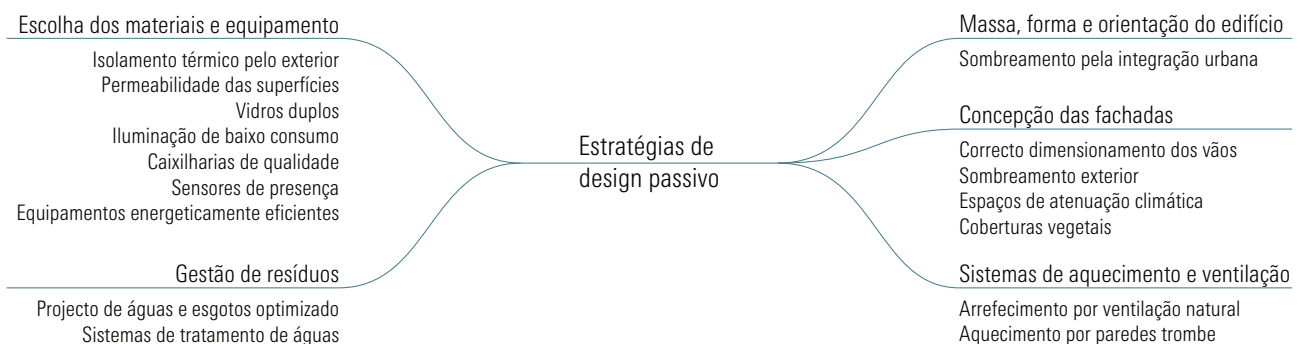 Escolha dos materiais e equipamento
Isolamento térmico pelo exterior
Permeabilidade das superfícies
Vidros duplos
Iluminação de baixo consumo
Caixilharias de qualidade
Sensores de presença
Equipamentos energeticamente eficientes
Gestão de resíduos
Projecto de águas e esgotos optimizado
Sistemas de tratamento de águas
Estratégias de
design passivo
Massa, forma e orientação do edifício
Sombreamento pela integração urbana
Concepção das fachadas
Correcto dimensionamento dos vãos
Sombreamento exterior
Espaços de atenuação climática
Coberturas vegetais
Sistemas de aquecimento e ventilação
Arrefecimento por ventilação natural
Aquecimento por paredes trombe